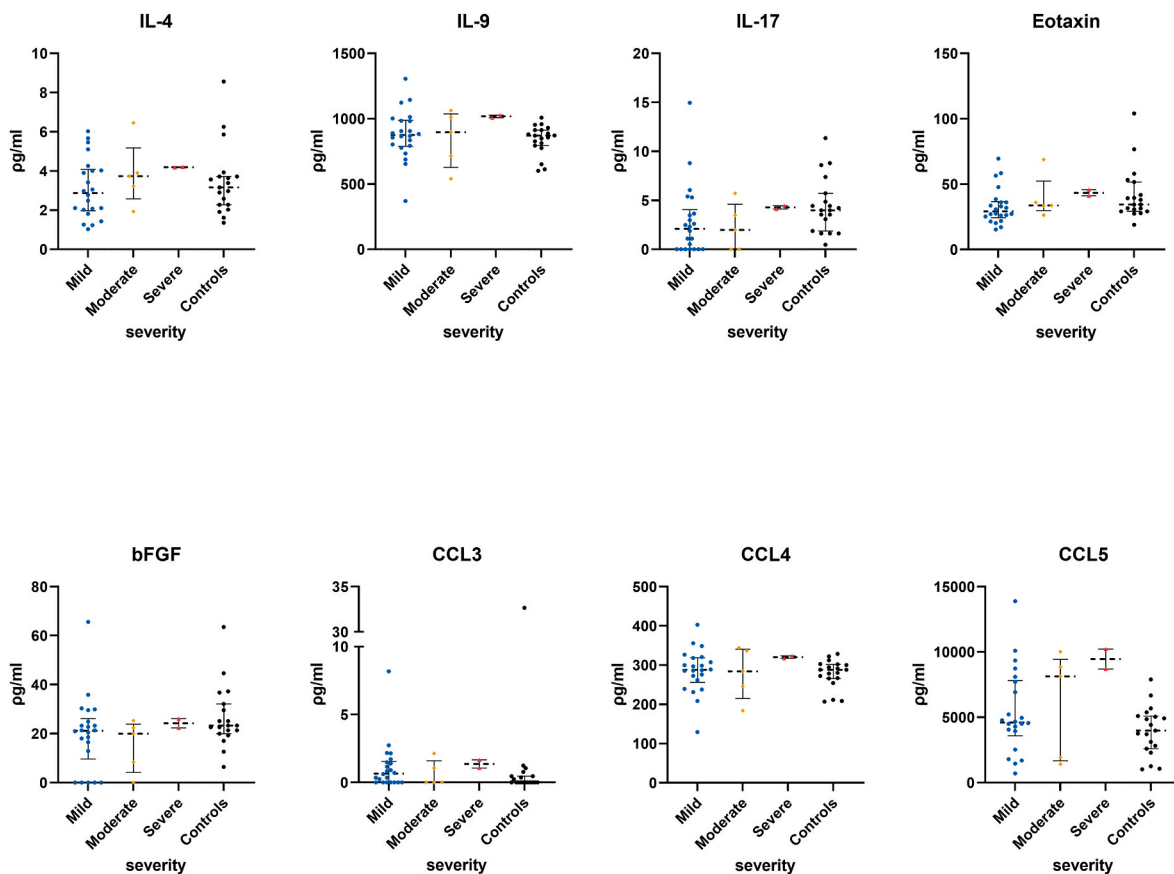 IL-4
IL-9
IL-17
Eotaxin
10
8
6
4
2
0
ρg/ml
Mild
Moderate
Severe
Controls
severity
1500
1000
500
0
ρg/ml
Mild
Moderate
Severe
Controls
severity
20
15
10
5
0
ρg/ml
Mild
Moderate
Severe
Controls
severity
150
100
50
0
ρg/ml
Mild
Moderate
Severe
Controls
severity
bFGF
CCL3
CCL4
CCL5
80
60
40
20
0
ρg/ml
Mild
Moderate
Severe
Controls
severity
35
30
10
5
0
ρg/ml
Mild
Moderate
Severe
Controls
severity
500
400
300
200
100
0
ρg/ml
Mild
Moderate
Severe
Controls
severity
15000
10000
5000
0
ρg/ml
Mild
Moderate
Severe
Controls
severity